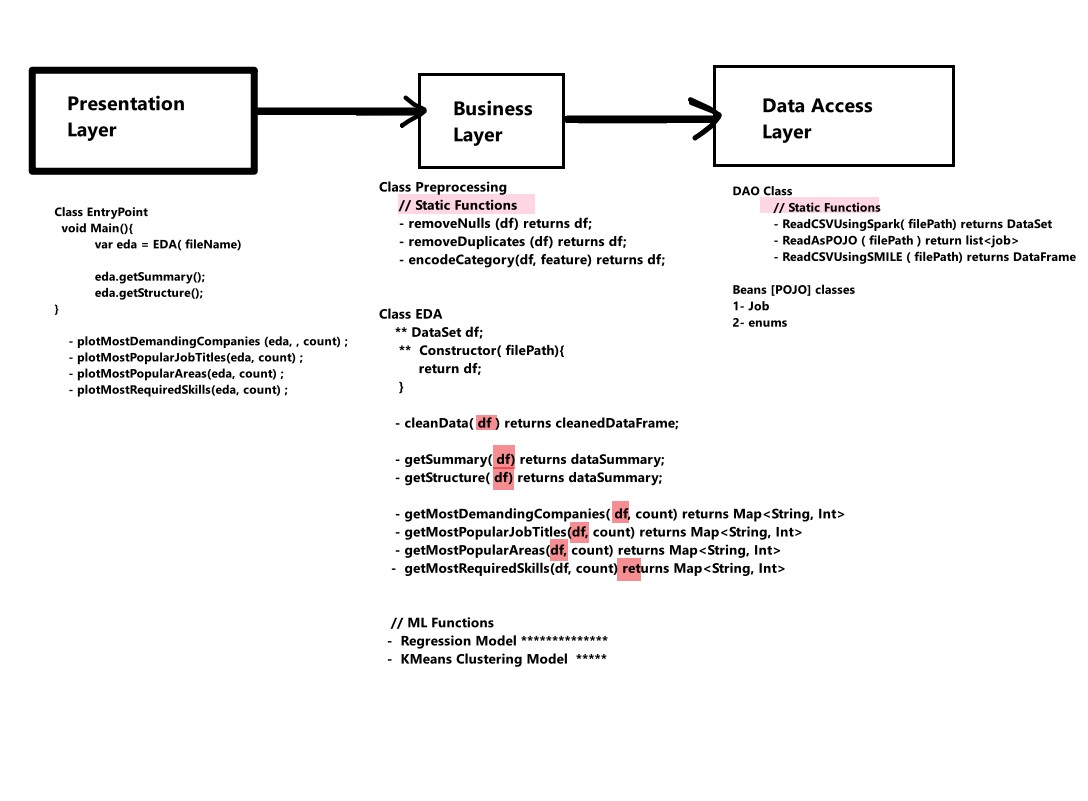 Presentation
Layer
Business
Layer
Data Access
Layer
Class EntryPoint
void Main(){
var eda = EDA( fileName)
eda.getSummary();
eda.getStructure();
}
- plotMostDemandingCompanies (eda, , count) ;
- plotMostPopularJobTitles(eda, count) ;
- plotMostPopularAreas(eda, count) ;
- plotMostRequiredSkills(eda, count) ;
Class Preprocessing
// Static Functions
- removeNulls (df) returns df;
- removeDuplicates (df) returns df;
- encodeCategory(df, feature) returns df;
Class EDA
** DataSet df;
** Constructor( filePath){
return df;
}
- cleanData( df ) returns cleanedDataFrame;
- getSummary( df) returns dataSummary;
- getStructure( df) returns dataSummary;
- getMostDemandingCompanies( df, count) returns Map<String, Int>
- getMostPopularJobTitles(df, count) returns Map<String, Int>
- getMostPopularAreas(df, count) returns Map<String, Int>
- getMostRequiredSkills(df, count) returns Map<String, Int>
// ML Functions
- Regression Model **************
- KMeans Clustering Model *****
DAO Class
// Static Functions
- ReadCSVUsingSpark( filePath) returns DataSet
- ReadAsPOJO ( filePath ) return list<job>
- ReadCSVUsingSMILE ( filePath) returns DataFrame
Beans [POJO] classes
1- Job
2- enums